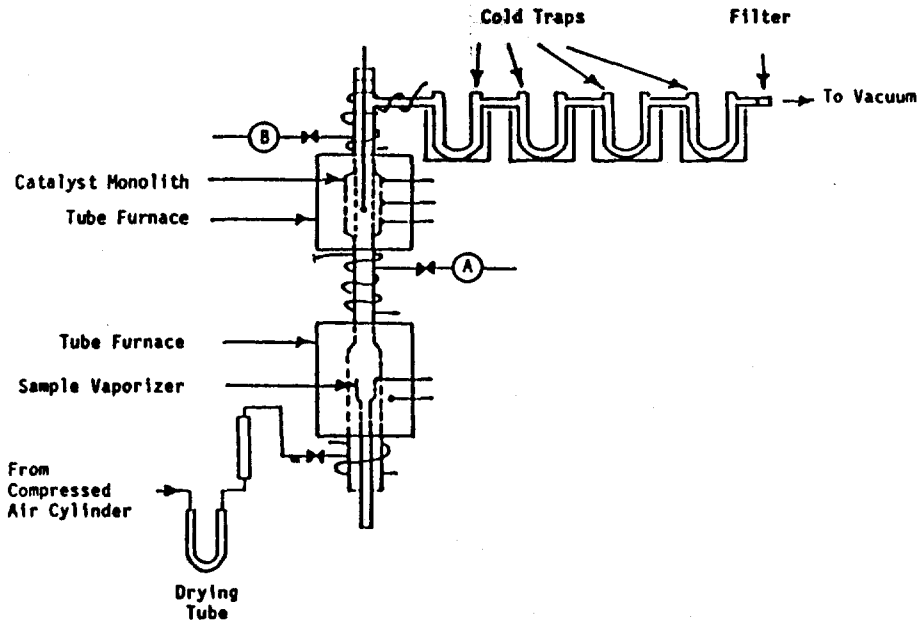 Cold Traps
Filter
To Vacuum
B
Catalyst Monolith
Tube Furnace
A
Tube Furnace
Sample Vaporizer
From
Compressed
Air Cylinder
Drying
Tube